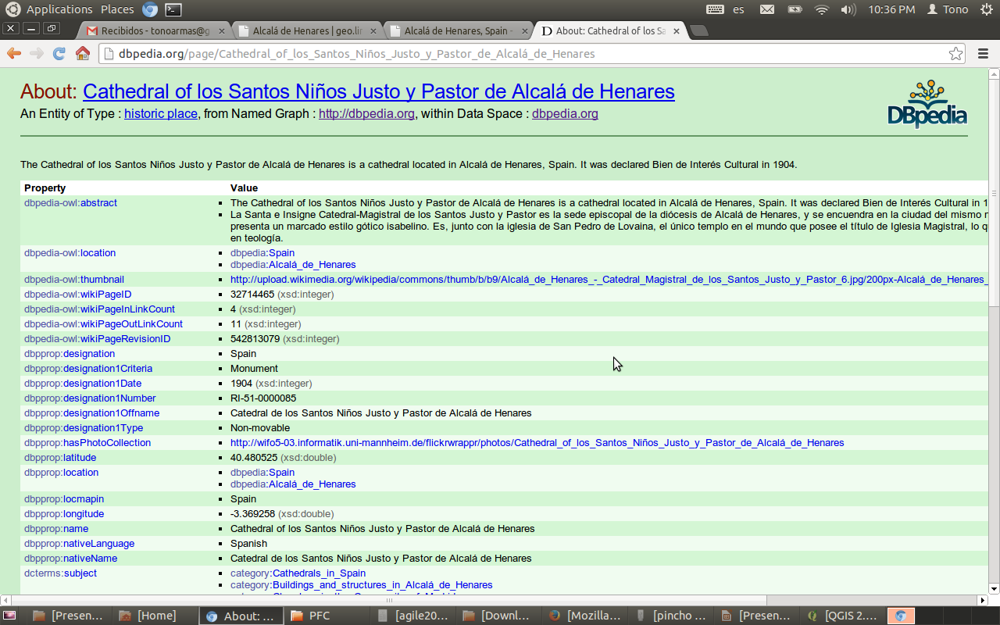 Applications Places es 10:36 PM Tono
Recibidos - tonoarmas@g Alcalá de Henares | geo.lin Alcalá de Henares, Spain - D About: Cathedral of los Sa
dbpedia.org/page/Cathedral_of_los_Santos_Niños_Justo_y_Pastor_de_Alcalá_de_Henares
About: Cathedral of los Santos Niños Justo y Pastor de Alcalá de Henares
DBpedia
An Entity of Type : historic place, from Named Graph : http://dbpedia.org, within Data Space : dbpedia.org
The Cathedral of los Santos Niños Justo y Pastor de Alcalá de Henares is a cathedral located in Alcalá de Henares, Spain. It was declared Bien de Interés Cultural in 1904.
Property Value
dbpedia-owl:abstract The Cathedral of los Santos Niños Justo y Pastor de Alcalá de Henares is a cathedral located in Alcalá de Henares, Spain. It was declared Bien de Interés Cultural in 1
La Santa e Insigne Catedral-Magistral de los Santos Justo y Pastor es la sede episcopal de la diócesis de Alcalá de Henares, y se encuendra en la ciudad del mismo n
presenta un marcado estilo gótico isabelino. Es, junto con la iglesia de San Pedro de Lovaina, el único templo en el mundo que posee el título de Iglesia Magistral, lo qu
en teología.
dbpedia-owl:location dbpedia:Spain
dbpedia:Alcalá_de_Henares
dbpedia-owl:thumbnail http://upload.wikimedia.org/wikipedia/commons/thumb/b/b9/Alcalá_de_Henares_-_Catedral_Magistral_de_los_Santos_Justo_y_Pastor_6.jpg/200px-Alcalá_de_Henares_
dbpedia-owl:wikiPageID 32714465 (xsd:integer)
dbpedia-owl:wikiPageInLinkCount 4 (xsd:integer)
dbpedia-owl:wikiPageOutLinkCount 11 (xsd:integer)
dbpedia-owl:wikiPageRevisionID 542813079 (xsd:integer)
dbpprop:designation Spain
dbpprop:designation1Criteria Monument
dbpprop:designation1Date 1904 (xsd:integer)
dbpprop:designation1Number RI-51-0000085
dbpprop:designation1Offname Catedral de los Santos Niños Justo y Pastor de Alcalá de Henares
dbpprop:designation1Type Non-movable
dbpprop:hasPhotoCollection http://wifo5-03.informatik.uni-mannheim.de/flickrwrappr/photos/Cathedral_of_los_Santos_Niños_Justo_y_Pastor_de_Alcalá_de_Henares
dbpprop:latitude 40.480525 (xsd:double)
dbpprop:location dbpedia:Spain
dbpedia:Alcalá_de_Henares
dbpprop:locmapin Spain
dbpprop:longitude -3.369258 (xsd:double)
dbpprop:name Cathedral of los Santos Niños Justo y Pastor de Alcalá de Henares
dbpprop:nativeLanguage Spanish
dbpprop:nativeName Catedral de los Santos Niños Justo y Pastor de Alcalá de Henares
dcterms:subject category:Cathedrals_in_Spain
category:Buildings_and_structures_in_Alcalá_de_Henares
[Presen... [Home] About: ... PFC [agile20... [Downl... [Mozilla... [pincho ... [Presen... [QGIS 2....